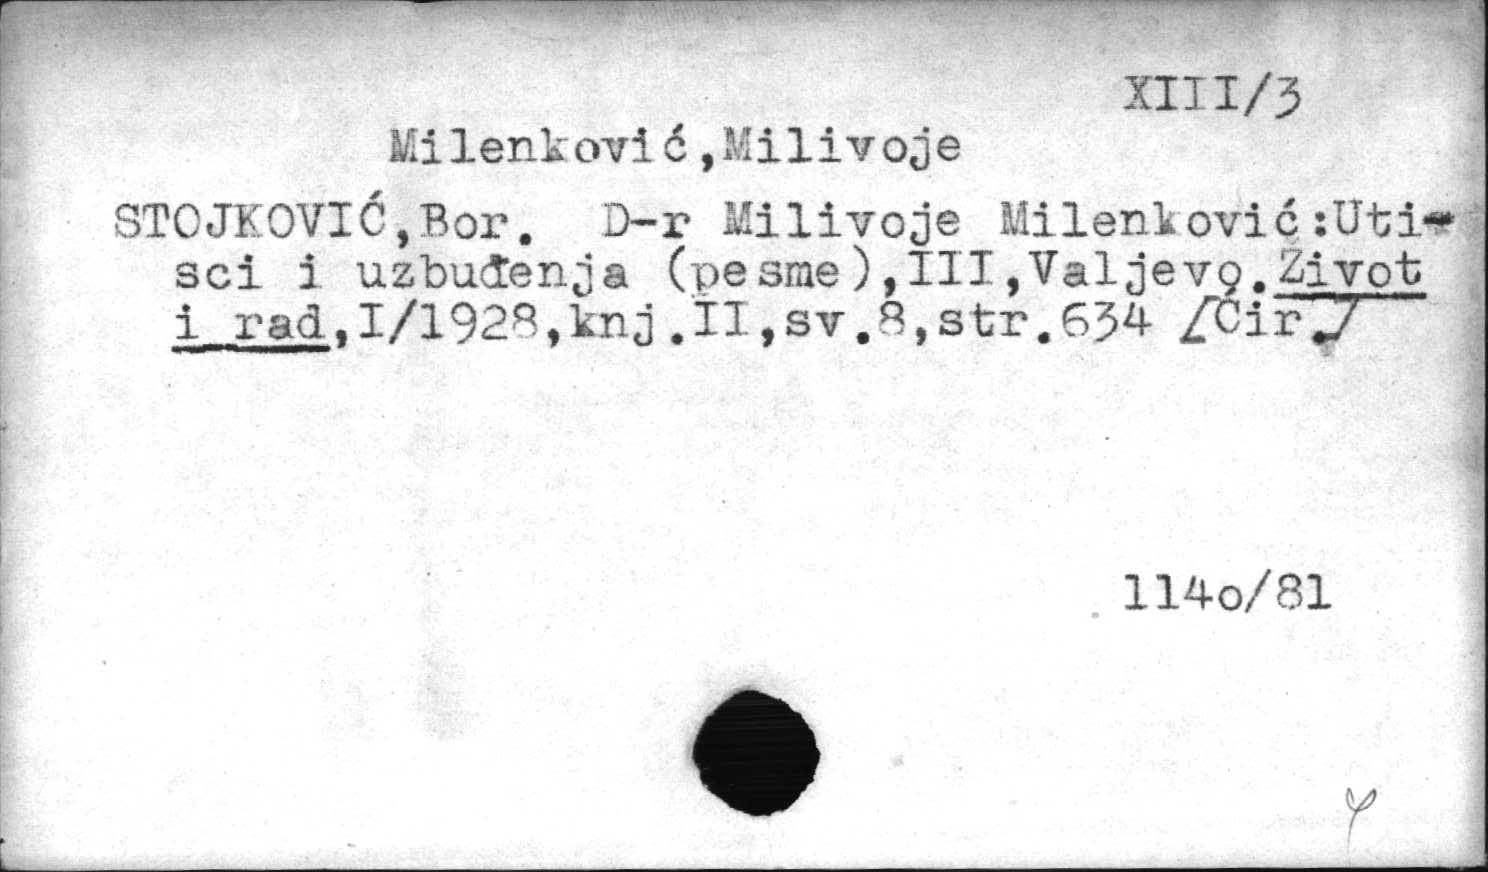 XIII/3
Milenković,Milivoje
STOJKOVIĆ,Bor. D-r Milivoje Milenković:Uti-
sci i uzbuđenja (pesme),III,Valjevo.Život
i rad,I/1928,knj.II,sv.8,str.634 [Ćir.]
114o/81